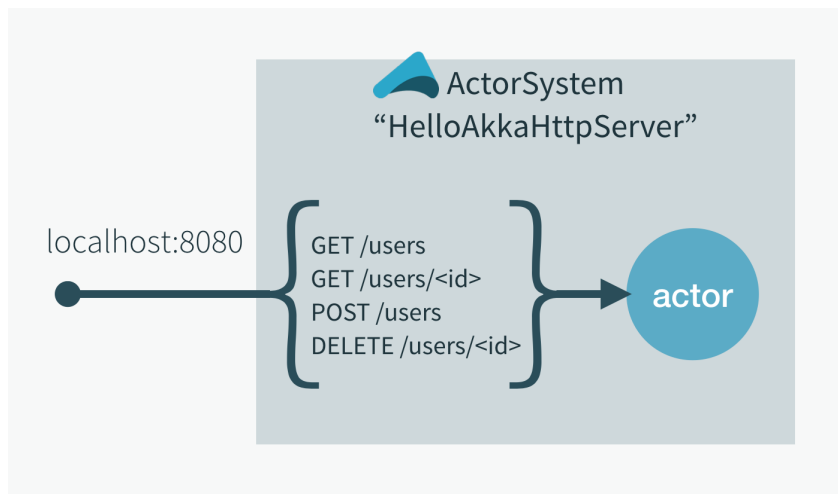 ActorSystem
“HelloAkkaHttpServer”
localhost:8080
GET /users
GET /users/<id>
POST /users
DELETE /users/<id>
actor